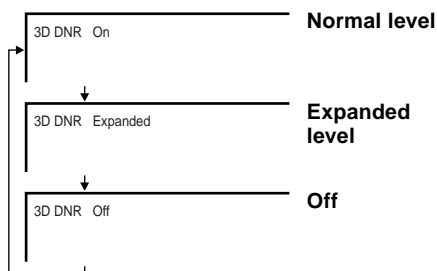 3D DNR On
Normal level
3D DNR Expanded
Expanded
level
3D DNR Off
Off